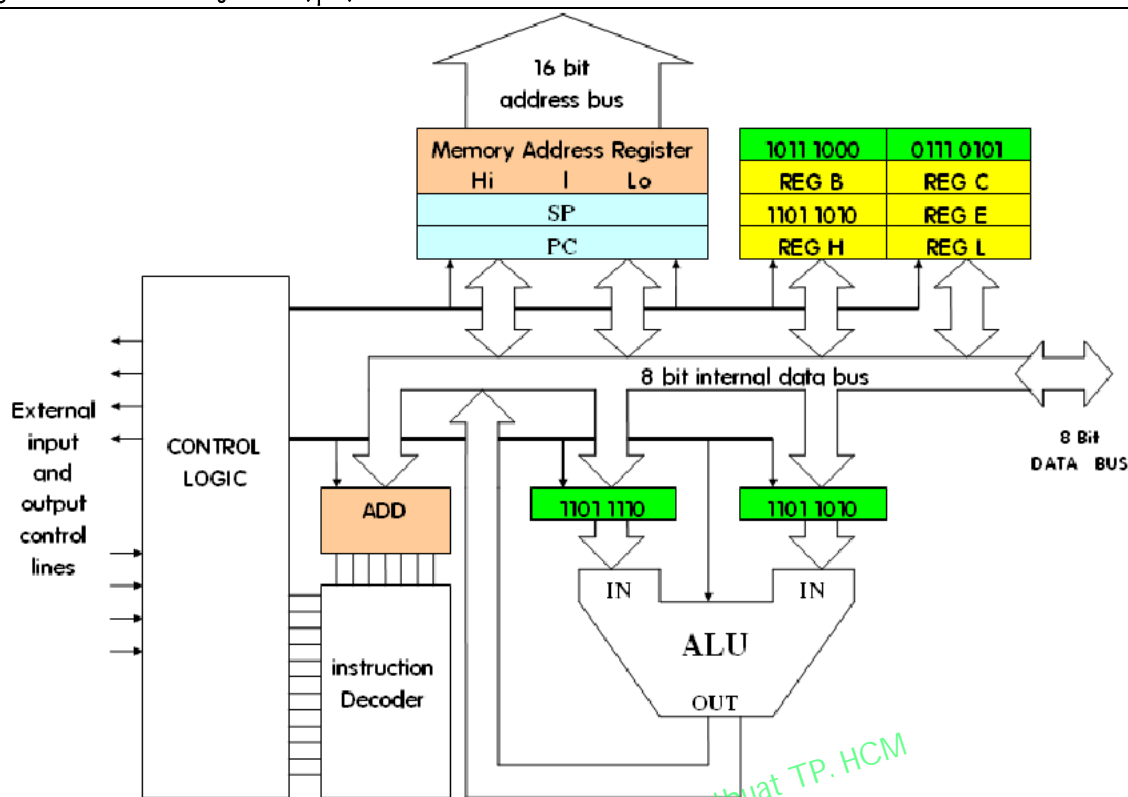 16 bit
address bus
Memory Address Register
Hi | Lo
SP
PC
1011 1000 0111 0101
REG B REG C
1101 1010 REG E
REG H REG L
8 bit internal data bus
8 Bit
DATA BUS
External
input
and
output
control
lines
CONTROL
LOGIC
ADD
1101 1110
1101 1010
IN
IN
ALU
OUT
instruction
Decoder
TP. HCM